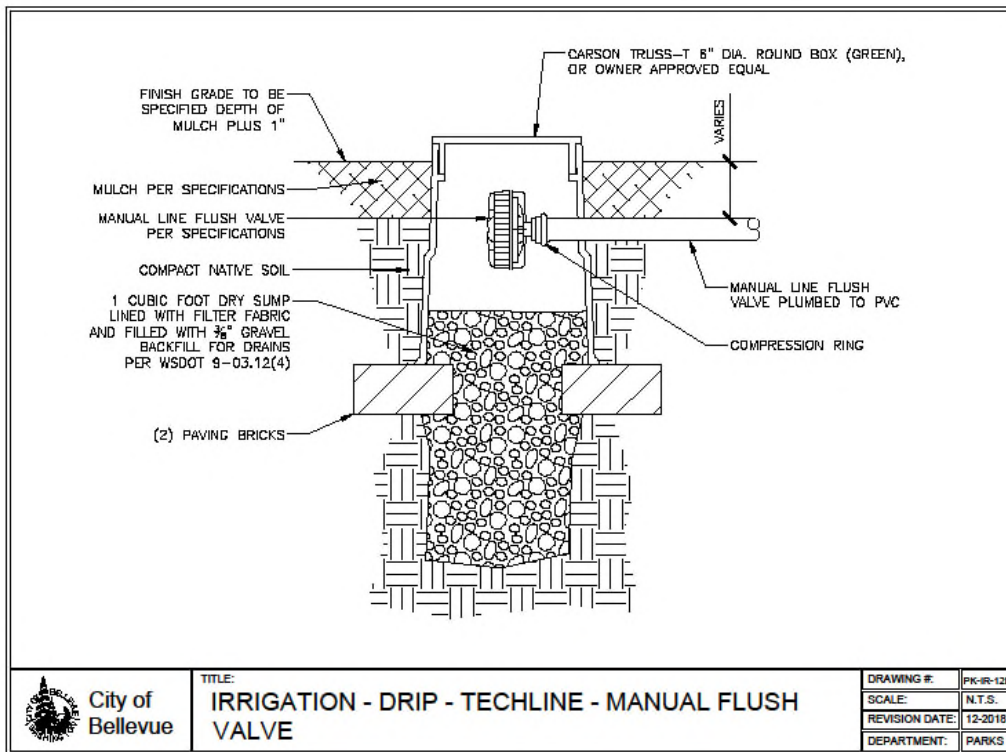 CARSON TRUSS-T 6" DIA. ROUND BOX (GREEN),
OR OWNER APPROVED EQUAL
VARIES
FINISH GRADE TO BE
SPECIFIED DEPTH OF
MULCH PLUS 1"
MULCH PER SPECIFICATIONS
MANUAL LINE FLUSH VALVE
PER SPECIFICATIONS
COMPACT NATIVE SOIL
1 CUBIC FOOT DRY SUMP
LINED WITH FILTER FABRIC
AND FILLED WITH ⅜" GRAVEL
BACKFILL FOR DRAINS
PER WSDOT 9-03.12(4)
MANUAL LINE FLUSH
VALVE PLUMBED TO PVC
COMPRESSION RING
(2) PAVING BRICKS
City of
Bellevue
TITLE:
IRRIGATION - DRIP - TECHLINE - MANUAL FLUSH
VALVE
DRAWING #:
SCALE: N.T.S.
REVISION DATE: 12-2018
DEPARTMENT: PARKS